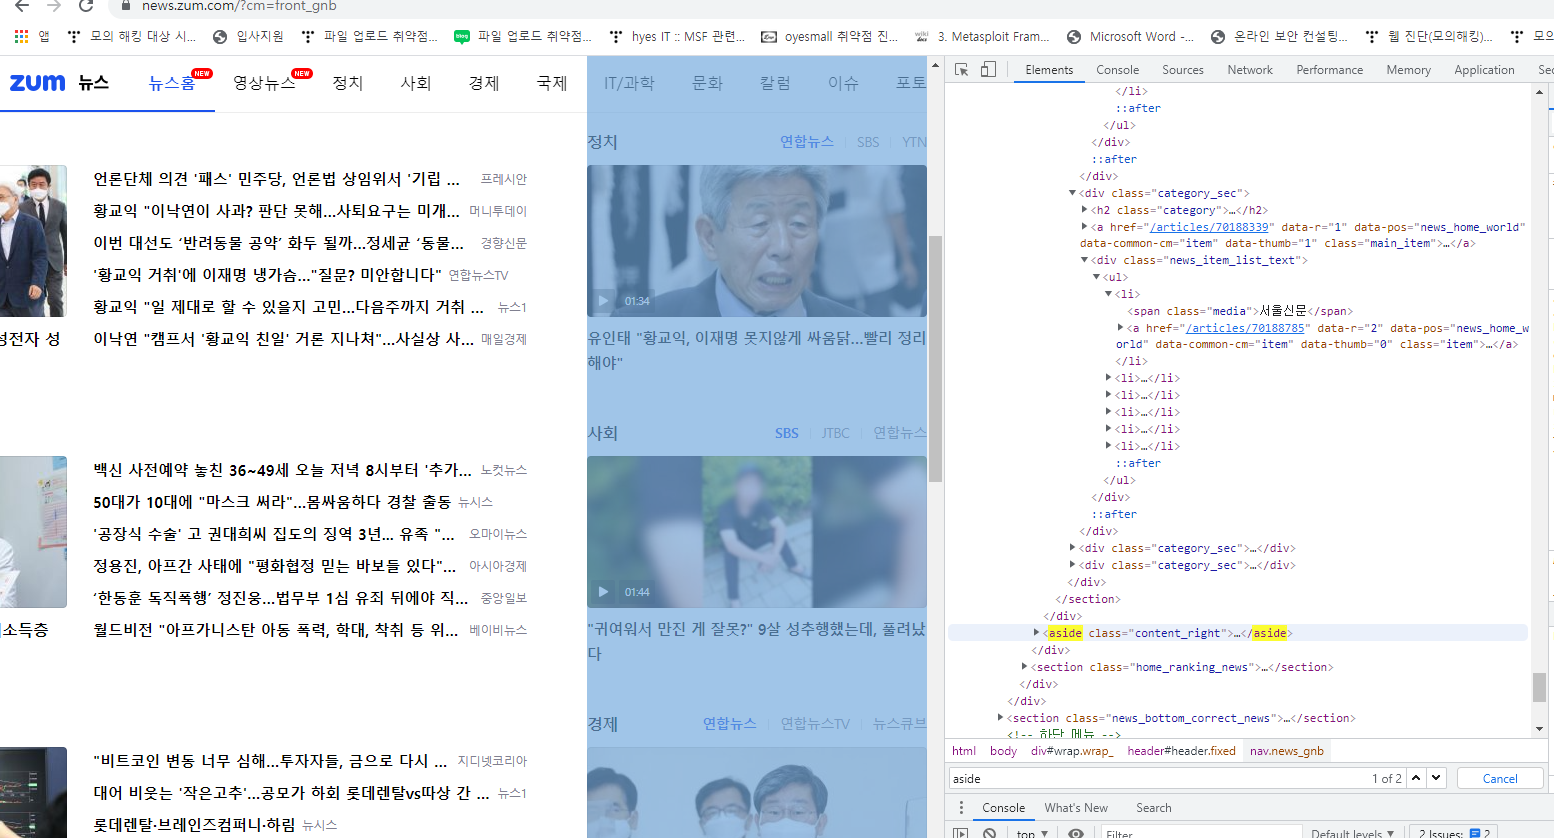 news.zum.com/?cm=front_gnb
앱 모의 해킹 대상 시... 입사지원 파일 업로드 취약점... 파일 업로드 취약점... hyes IT :: MSF 관련... oyesmall 취약점 진... 3. Metasploit Fram... Microsoft Word -... 온라인 보안 컨설팅... 웹 진단(모의해킹)... 모으
zum 뉴스 뉴스홈 NEW 영상뉴스 NEW 정치 사회 경제 국제 IT/과학 문화 칼럼 이슈 포토
정치 연합뉴스 SBS YTN
언론단체 의견 '패스' 민주당, 언론법 상임위서 '기립 ... 프레시안
황교익 "이낙연이 사과? 판단 못해...사퇴요구는 미개... 머니투데이
이번 대선도 ‘반려동물 공약’ 화두 될까...정세균 ‘동물... 경향신문
'황교익 거취'에 이재명 냉가슴..."질문? 미안합니다" 연합뉴스TV
황교익 "일 제대로 할 수 있을지 고민...다음주까지 거취 ... 뉴스1
이낙연 "캠프서 '황교익 친일' 거론 지나쳐"...사실상 사... 매일경제
성전자 성
01:34
유인태 "황교익, 이재명 못지않게 싸움닭...빨리 정리
해야"
사회 SBS JTBC 연합뉴스
백신 사전예약 놓친 36~49세 오늘 저녁 8시부터 '추가... 노컷뉴스
50대가 10대에 "마스크 써라"...몸싸움하다 경찰 출동 뉴시스
'공장식 수술' 고 권대희씨 집도의 징역 3년... 유족 "... 오마이뉴스
정용진, 아프간 사태에 "평화협정 믿는 바보들 있다"... 아시아경제
‘한동훈 독직폭행’ 정진웅...법무부 1심 유죄 뒤에야 직... 중앙일보
월드비전 "아프가니스탄 아동 폭력, 학대, 착취 등 위... 베이비뉴스
소득층
01:44
"귀여워서 만진 게 잘못?" 9살 성추행했는데, 풀려났
다
경제 연합뉴스 연합뉴스TV 뉴스큐브
"비트코인 변동 너무 심해...투자자들, 금으로 다시 ... 지디넷코리아
대어 비웃는 '작은고추'...공모가 하회 롯데렌탈vs따상 간 ... 뉴스1
롯데렌탈·브레인즈컴퍼니·하림 뉴시스
Elements Console Sources Network Performance Memory Application Sec
</li>
::after
</ul>
</div>
::after
</div>
<div class="category_sec">
<h2 class="category">…</h2>
<a href="/articles/70188339" data-r="1" data-pos="news_home_world"
data-common-cm="item" data-thumb="1" class="main_item">…</a>
<div class="news_item_list_text">
<ul>
<li>
<span class="media">서울신문</span>
<a href="/articles/70188785" data-r="2" data-pos="news_home_w
orld" data-common-cm="item" data-thumb="0" class="item">…</a>
</li>
<li>…</li>
<li>…</li>
<li>…</li>
<li>…</li>
<li>…</li>
::after
</ul>
</div>
::after
</div>
<div class="category_sec">…</div>
<div class="category_sec">…</div>
</div>
</section>
</div>
<aside class="content_right">…</aside>
</div>
<section class="home_ranking_news">…</section>
</div>
</div>
<section class="news_bottom_correct_news">…</section>
<!-- 하단 메뉴 -->
html body div#wrap.wrap_ header#header.fixed nav.news_gnb
aside 1 of 2 Cancel
Console What's New Search
top Filter Default levels 2 Issues: 2